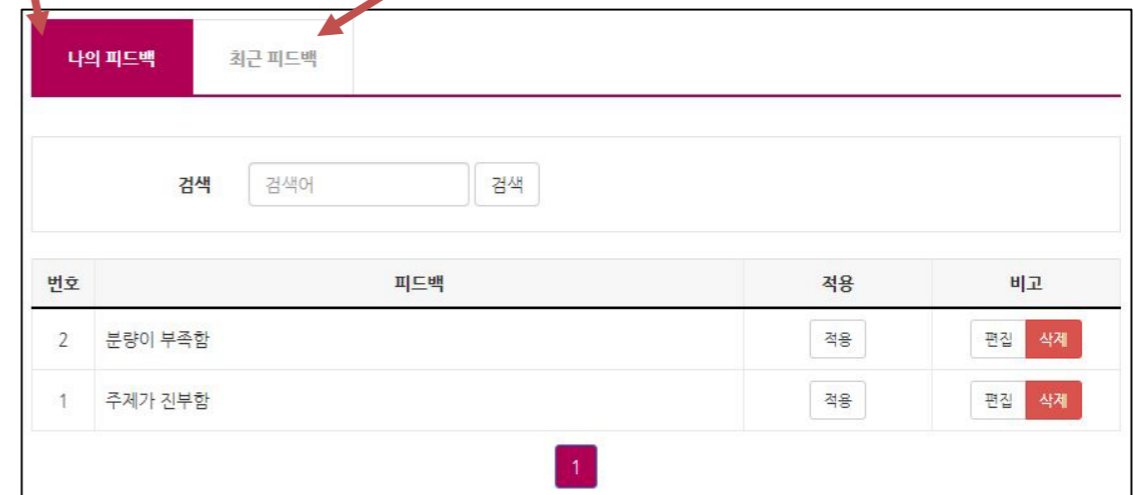 나의 피드백 최근 피드백
검색 검색어 검색
번호 피드백 적용 비고
2 분량이 부족함 적용 편집 삭제
1 주제가 진부함 적용 편집 삭제
1